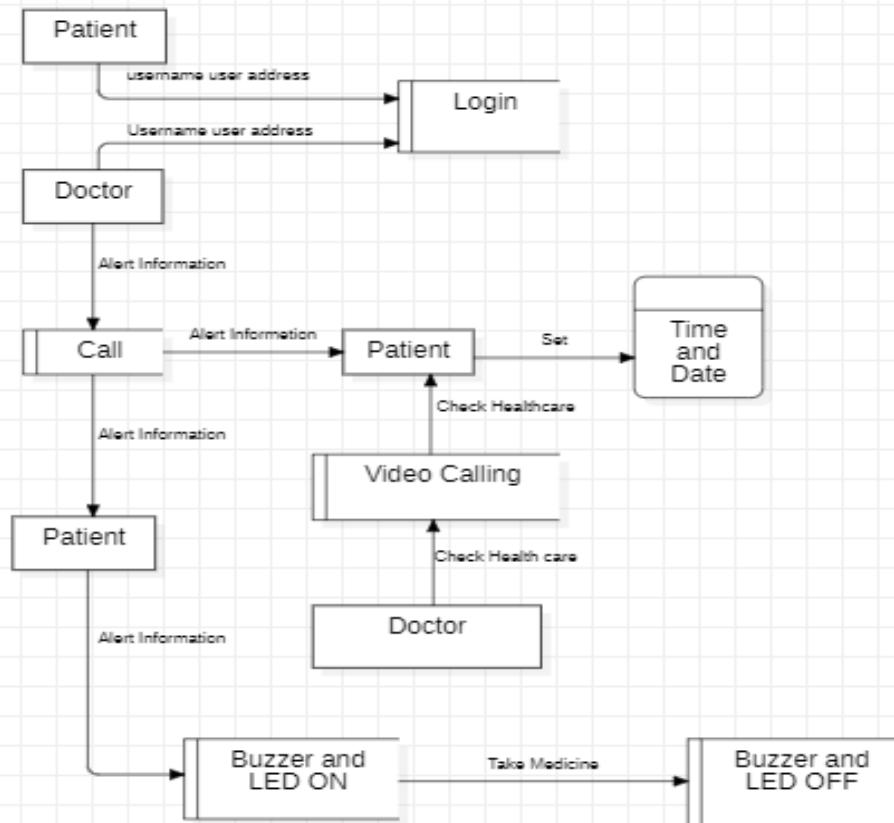 Patient
username user address
Login
Username user address
Doctor
Alert Information
Call
Alert Informetion
Patient
Set
Time
and
Date
Check Healthcare
Alert Information
Video Calling
Patient
Check Health care
Doctor
Alert Information
Buzzer and
LED ON
Take Medicine
Buzzer and
LED OFF